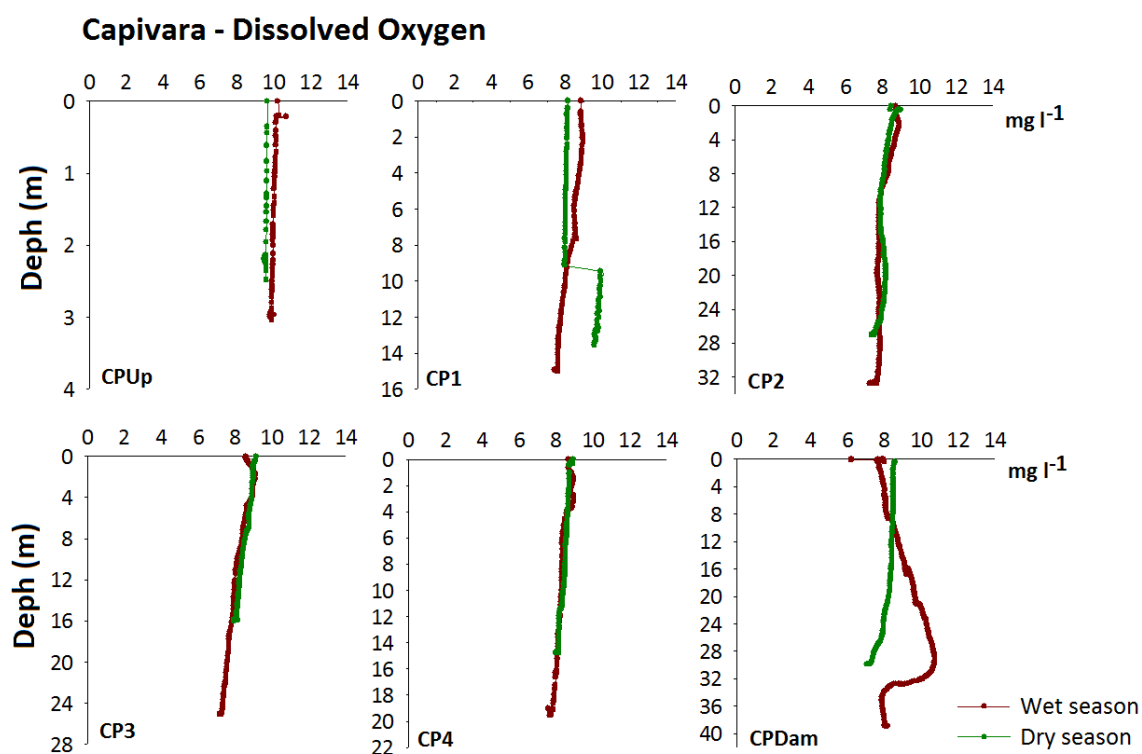 Capivara - Dissolved Oxygen
0 2 4 6 8 10 12 14
0 2 4 6 8 10 12 14
0 2 4 6 8 10 12 14
mg l-1
Deph (m)
0
1
2
3
4
CPUp
0
2
4
6
8
10
12
14
16
CP1
0
4
8
12
16
20
24
28
32
CP2
0 2 4 6 8 10 12 14
0 2 4 6 8 10 12 14
0 2 4 6 8 10 12 14
mg l-1
Deph (m)
0
4
8
12
16
20
24
28
CP3
0
2
4
6
8
10
12
14
16
18
20
22
CP4
0
4
8
12
16
20
24
28
32
36
40
CPDam
Wet season
Dry season